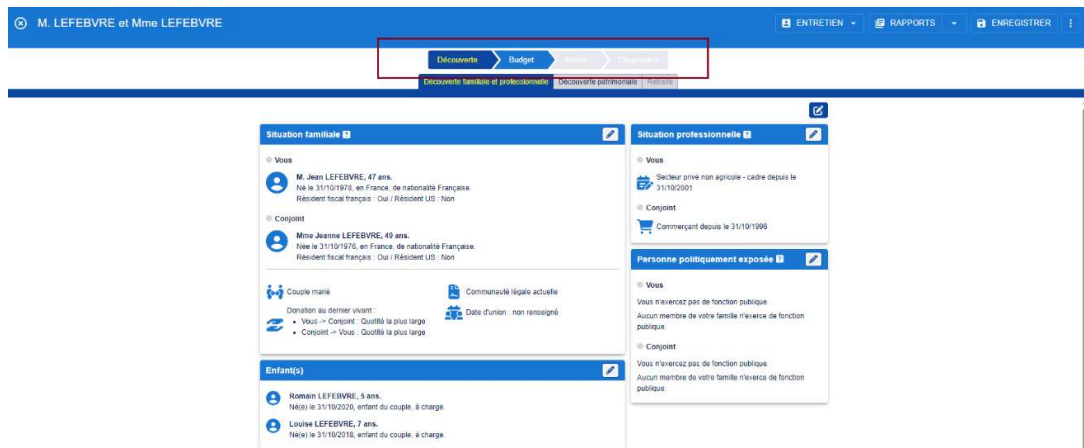 M. LEFEBVRE et Mme LEFEBVRE
ENTRETIEN
RAPPORTS
ENREGISTRER
Découverte
Budget
Diagnostic
Découverte familiale et professionnelle
Découverte patrimoniale
Retraite
Situation familiale
Vous
M. Jean LEFEBVRE, 47 ans.
Né le 31/10/1978, en France, de nationalité Française.
Résident fiscal français : Oui / Résident US : Non
Conjoint
Mme Jeanne LEFEBVRE, 49 ans.
Née le 31/10/1976, en France, de nationalité Française.
Résident fiscal français : Oui / Résident US : Non
Couple marié
Communauté légale actuelle
Donation au dernier vivant :
• Vous -> Conjoint : Quotité la plus large
• Conjoint -> Vous : Quotité la plus large
Date d'union : non renseigné
Enfant(s)
Romain LEFEBVRE, 5 ans.
Né(e) le 31/10/2020, enfant du couple, à charge.
Louise LEFEBVRE, 7 ans.
Né(e) le 31/10/2018, enfant du couple, à charge.
Situation professionnelle
Vous
Secteur privé non agricole - cadre depuis le
31/10/2001
Conjoint
Commerçant depuis le 31/10/1996
Personne politiquement exposée
Vous
Vous n'exercez pas de fonction publique.
Aucun membre de votre famille n'exerce de fonction
publique.
Conjoint
Vous n'exercez pas de fonction publique.
Aucun membre de votre famille n'exerce de fonction
publique.